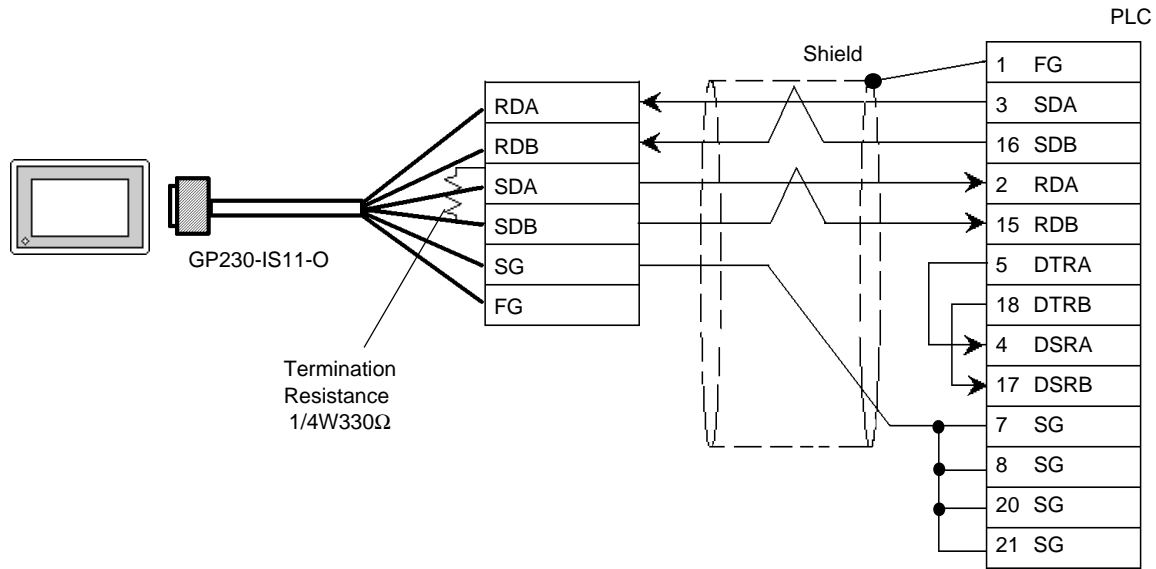 PLC
Shield
1 FG
RDA
3 SDA
RDB
16 SDB
SDA
2 RDA
SDB
15 RDB
GP230-IS11-O
SG
5 DTRA
FG
18 DTRB
4 DSRA
Termination
Resistance
1/4W330Ω
17 DSRB
7 SG
8 SG
20 SG
21 SG